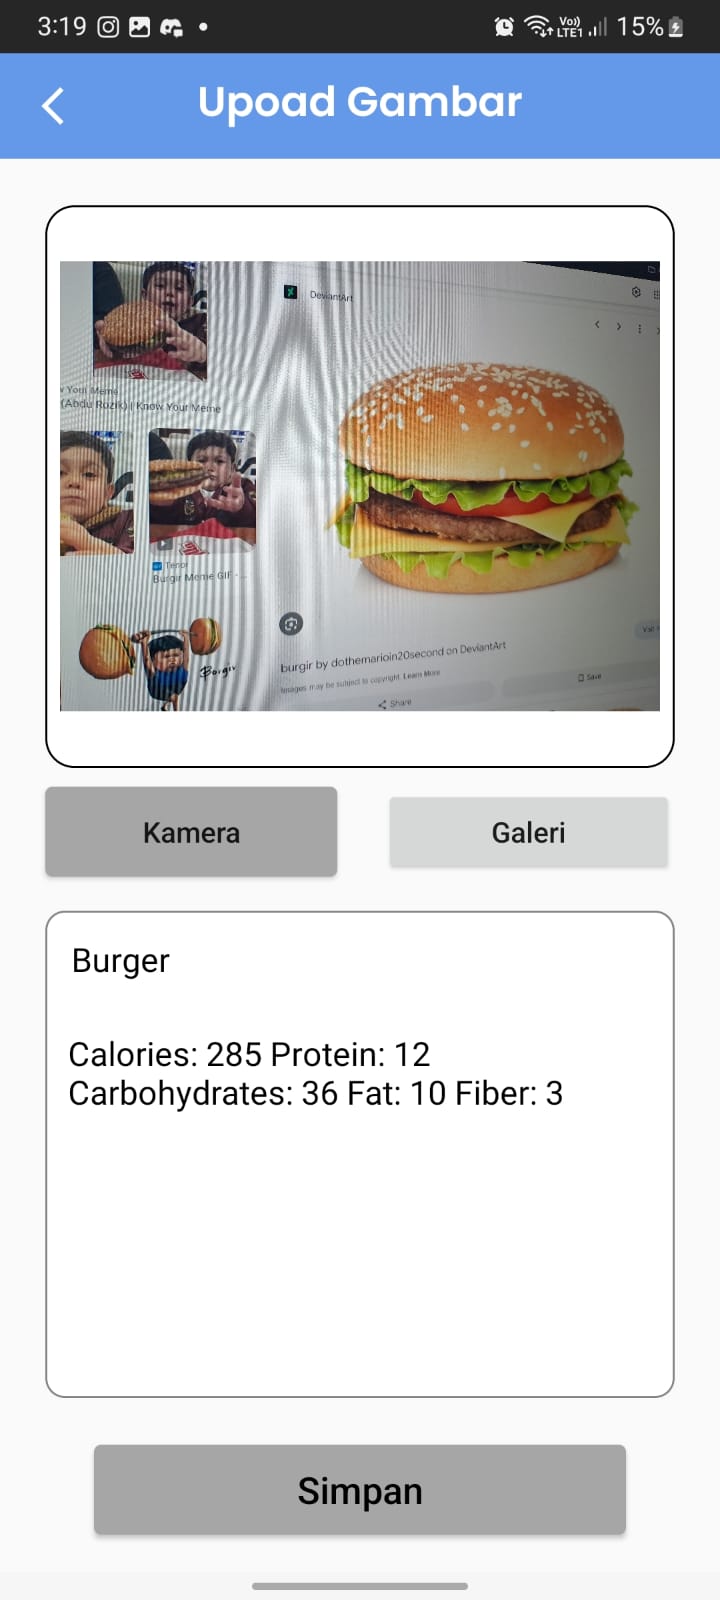 3:19
Vo))
LTE1
15%
Upoad Gambar
DeviantArt
Your Meme
(Abdu Rozik) | Know Your Meme
Tenor
Burgir Meme GIF
Borgir
burgir by dothemarioin20second on DeviantArt
Images may be subject to copyright. Learn More
Save
Share
Kamera
Galeri
Burger
Calories: 285 Protein: 12
Carbohydrates: 36 Fat: 10 Fiber: 3
Simpan